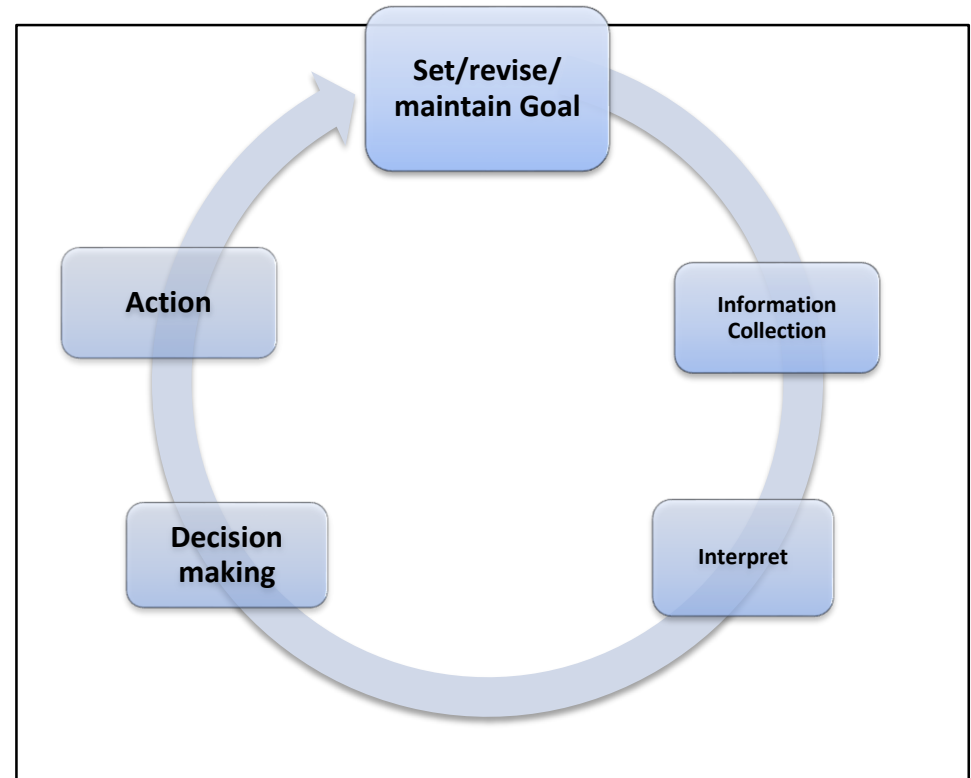 Set/revise/
maintain Goal
Information
Collection
Interpret
Decision
making
Action